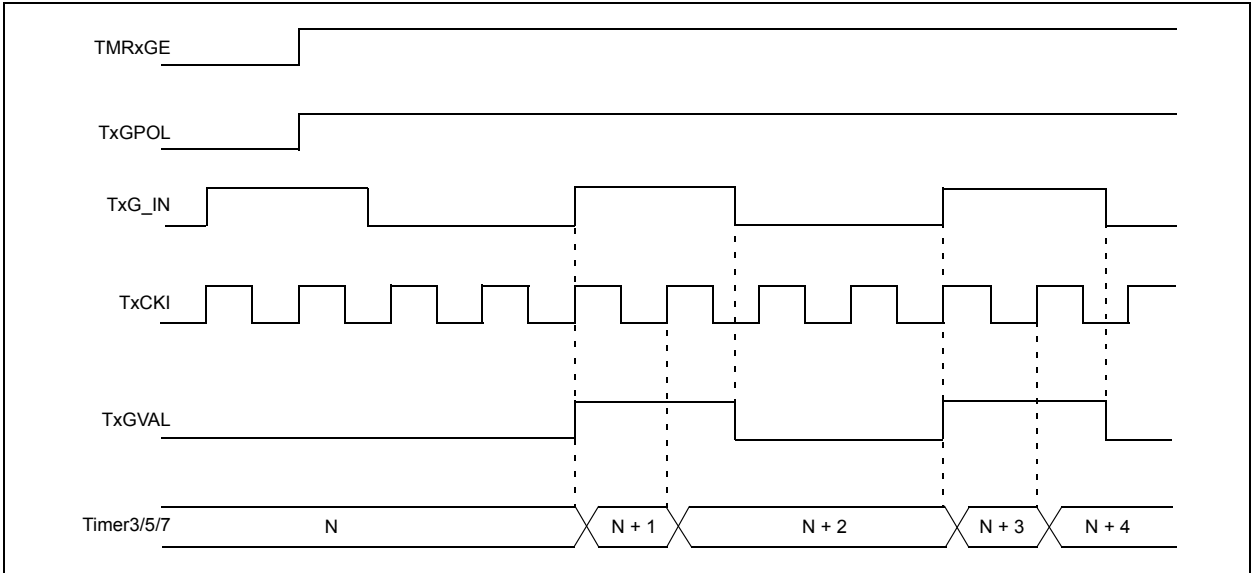 TMRxGE
TxGPOL
TxG_IN
TxCKI
TxGVAL
Timer3/5/7 N N + 1 N + 2 N + 3 N + 4